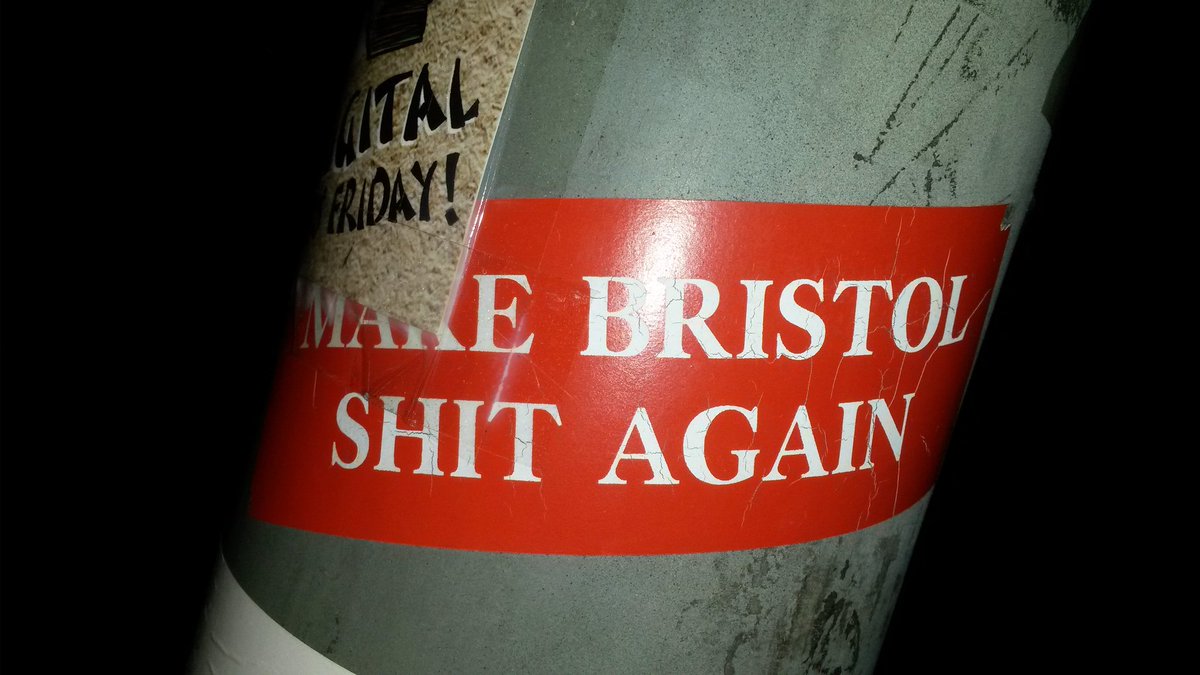 GITAL
FRIDAY!
MAKE BRISTOL
SHIT AGAIN